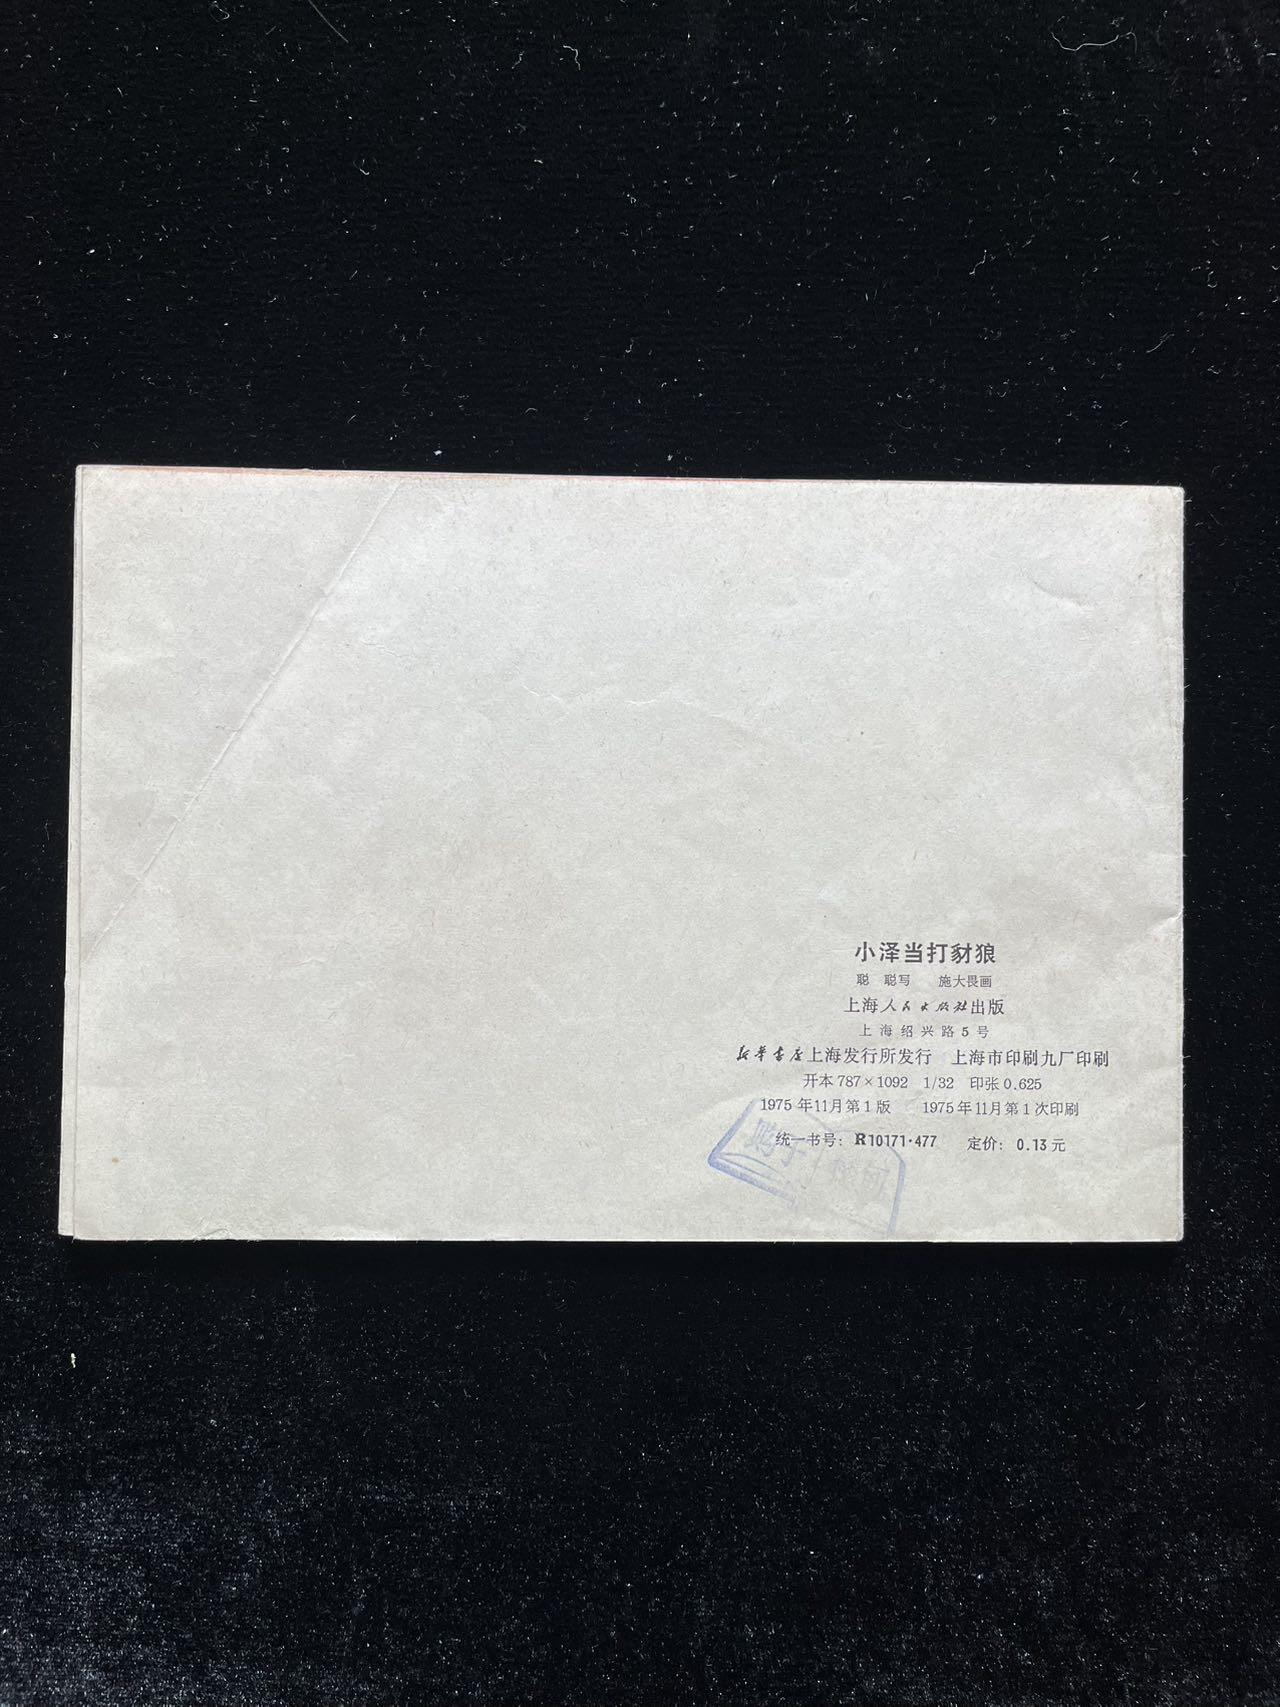 小泽当打豺狼
聪 聪写 施大畏画
上海人民出版社出版
上海绍兴路5号
新华书店上海发行所发行 上海市印刷九厂印刷
开本 787×1092 1/32 印张 0.625
1975年11月第1版 1975年11月第1次印刷
统一书号：R10171·477 定价：0.13元
购于